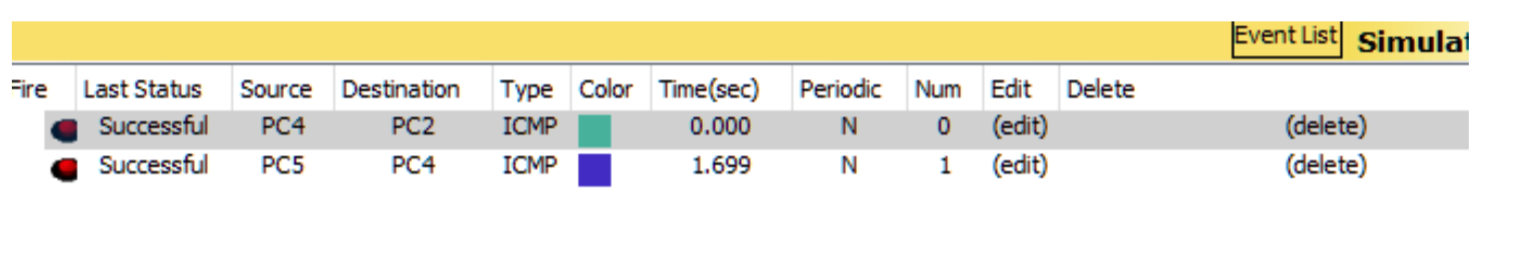 Event List Simulat
Fire Last Status Source Destination Type Color Time(sec) Periodic Num Edit Delete
Successful PC4 PC2 ICMP 0.000 N 0 (edit) (delete)
Successful PC5 PC4 ICMP 1.699 N 1 (edit) (delete)